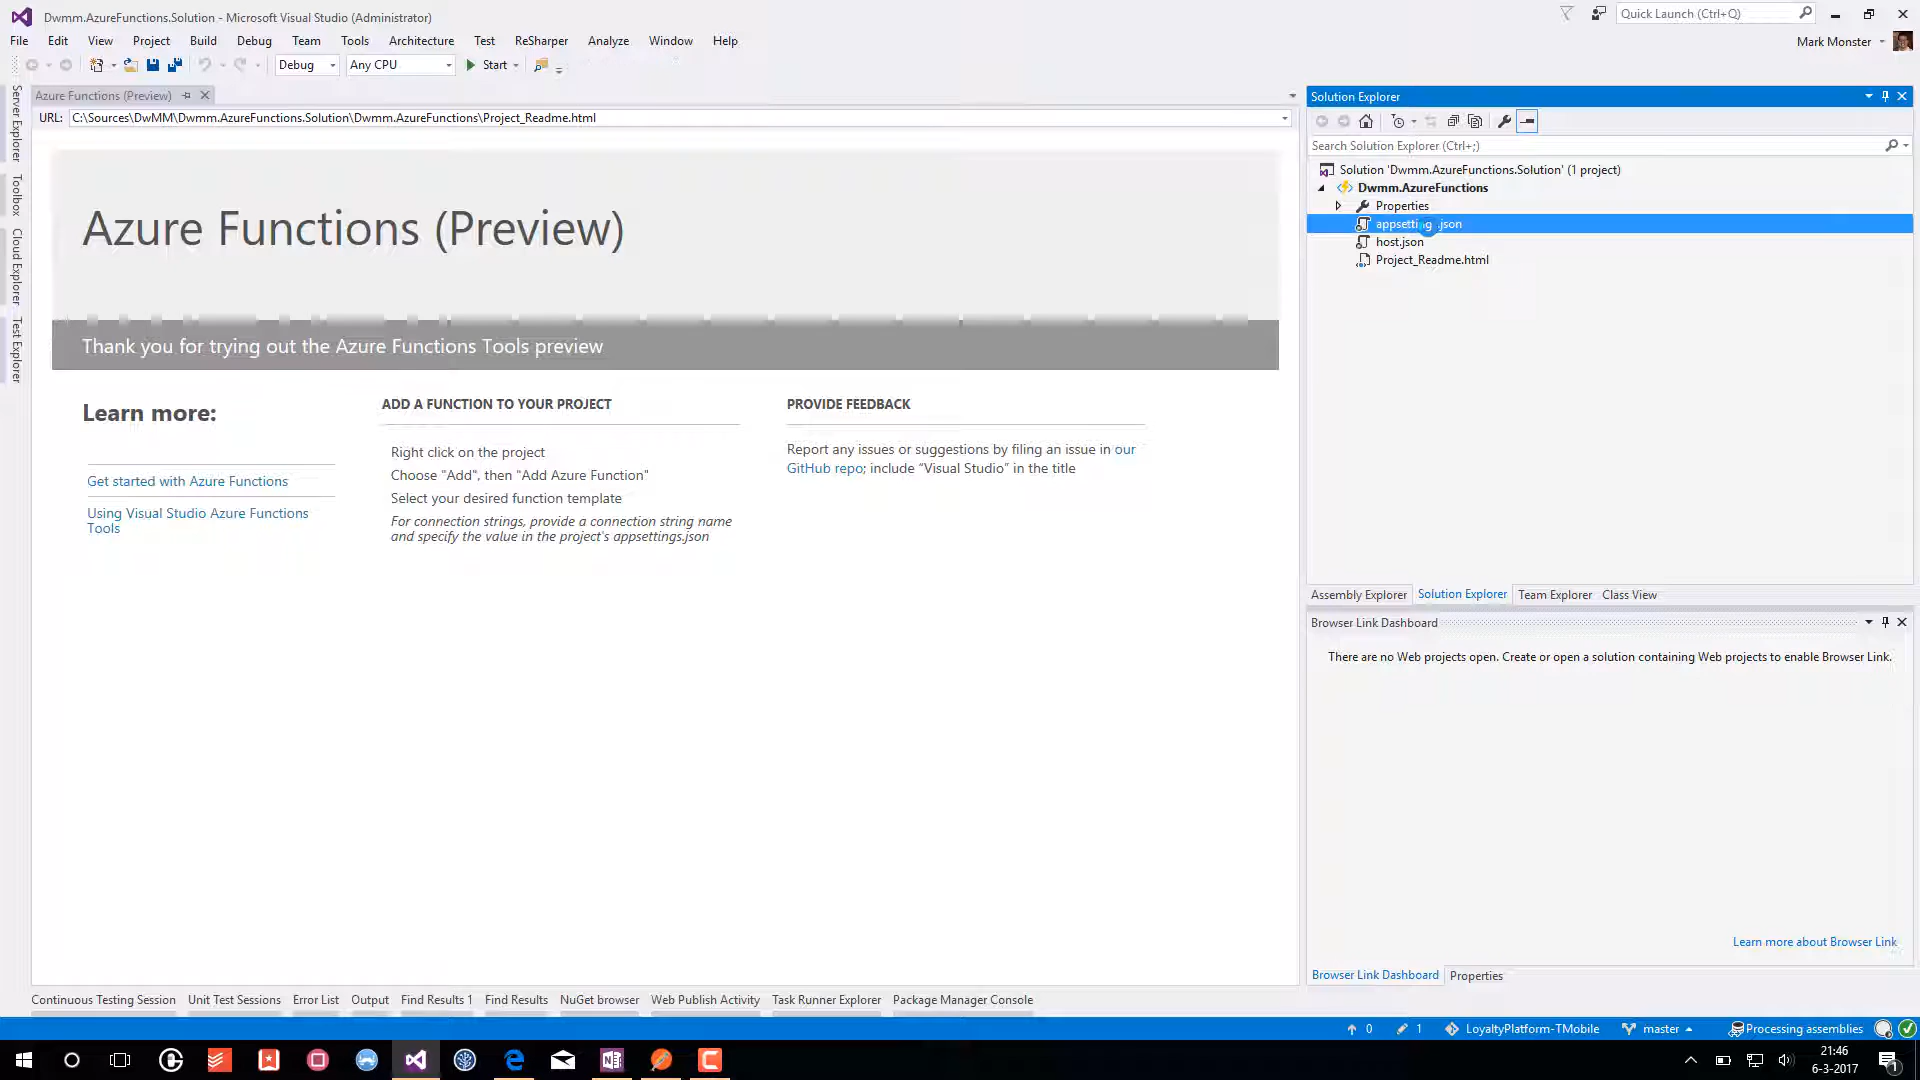 Dwmm.AzureFunctions.Solution - Microsoft Visual Studio (Administrator)
Quick Launch (Ctrl+Q)
File Edit View Project Build Debug Team Tools Architecture Test ReSharper Analyze Window Help
Mark Monster
Debug
Any CPU
Start
Server Explorer
Toolbox
Cloud Explorer
Test Explorer
Azure Functions (Preview)
URL: C:\Sources\DwMM\Dwmm.AzureFunctions.Solution\Dwmm.AzureFunctions\Project_Readme.html
Azure Functions (Preview)
Thank you for trying out the Azure Functions Tools preview
Learn more:
Get started with Azure Functions
Using Visual Studio Azure Functions
Tools
ADD A FUNCTION TO YOUR PROJECT
Right click on the project
Choose "Add", then "Add Azure Function"
Select your desired function template
For connection strings, provide a connection string name
and specify the value in the project's appsettings.json
PROVIDE FEEDBACK
Report any issues or suggestions by filing an issue in our
GitHub repo; include “Visual Studio” in the title
Solution Explorer
Search Solution Explorer (Ctrl+;)
Solution 'Dwmm.AzureFunctions.Solution' (1 project)
Dwmm.AzureFunctions
Properties
appsettings.json
host.json
Project_Readme.html
Assembly Explorer Solution Explorer Team Explorer Class View
Browser Link Dashboard
There are no Web projects open. Create or open a solution containing Web projects to enable Browser Link.
Learn more about Browser Link
Browser Link Dashboard Properties
Continuous Testing Session Unit Test Sessions Error List Output Find Results 1 Find Results NuGet browser Web Publish Activity Task Runner Explorer Package Manager Console
0 1 LoyaltyPlatform-TMobile master Processing assemblies
21:46
6-3-2017
1